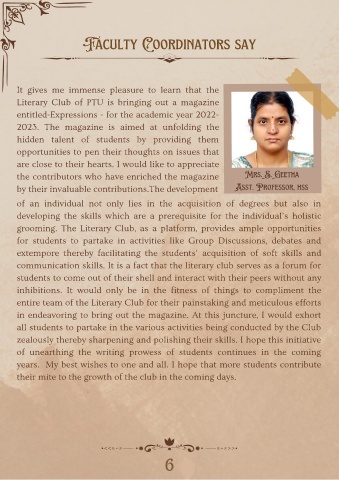 Faculty Coordinators say
It gives me immense pleasure to learn that the
Literary Club of PTU is bringing out a magazine
entitled-Expressions - for the academic year 2022-
2023. The magazine is aimed at unfolding the
hidden talent of students by providing them
opportunities to pen their thoughts on issues that
are close to their hearts. I would like to appreciate
the contributors who have enriched the magazine
by their invaluable contributions.The development
Mrs. S. Geetha
Asst. Professor, HSS
of an individual not only lies in the acquisition of degrees but also in
developing the skills which are a prerequisite for the individual's holistic
grooming. The Literary Club, as a platform, provides ample opportunities
for students to partake in activities like Group Discussions, debates and
extempore thereby facilitating the students' acquisition of soft skills and
communication skills. It is a fact that the literary club serves as a forum for
students to come out of their shell and interact with their peers without any
inhibitions. It would only be in the fitness of things to compliment the
entire team of the Literary Club for their painstaking and meticulous efforts
in endeavoring to bring out the magazine. At this juncture, I would exhort
all students to partake in the various activities being conducted by the Club
zealously thereby sharpening and polishing their skills. I hope this initiative
of unearthing the writing prowess of students continues in the coming
years. My best wishes to one and all. I hope that more students contribute
their mite to the growth of the club in the coming days.
6